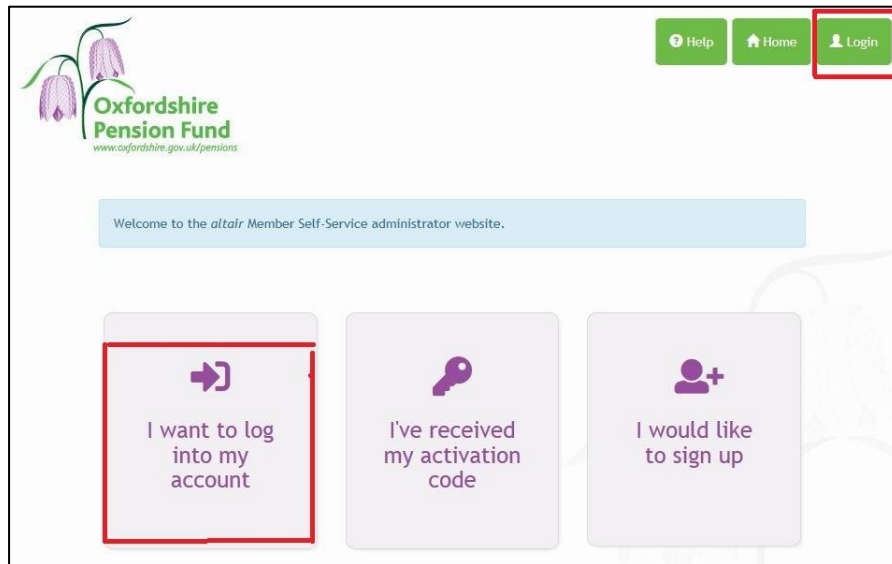 Help
Home
Login
Oxfordshire
Pension Fund
www.oxfordshire.gov.uk/pensions
Welcome to the altair Member Self-Service administrator website.
I want to log
into my
account
I've received
my activation
code
I would like
to sign up